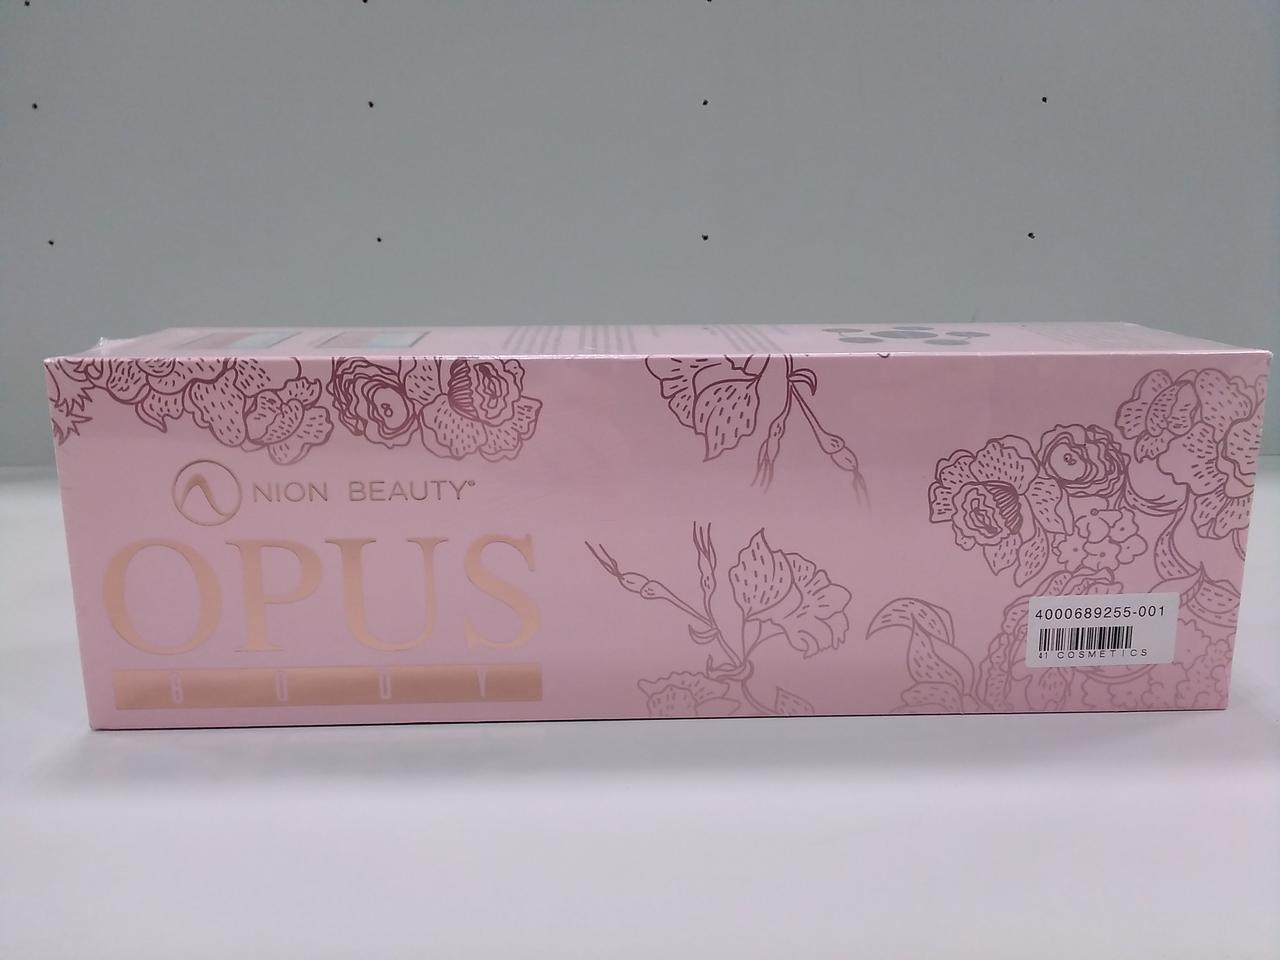 NION BEAUTY®
OPUS
BODY
4000689255-001
41 COSMETICS